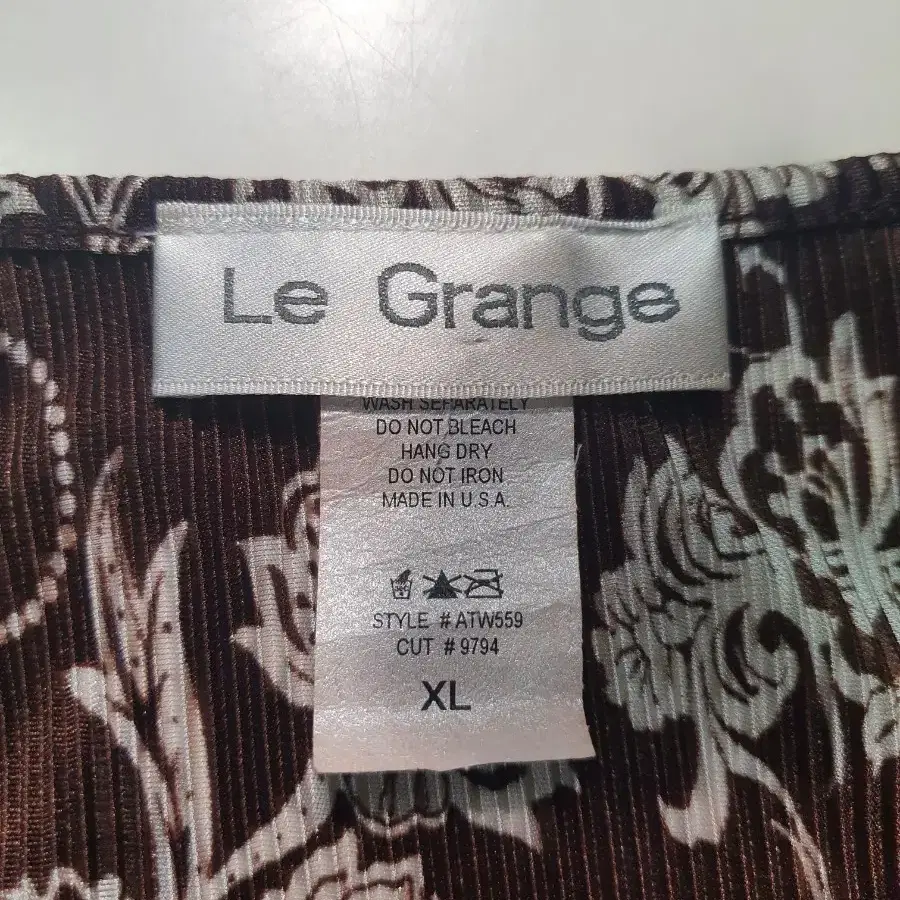 Le Grange
WASH SEPARATELY
DO NOT BLEACH
HANG DRY
DO NOT IRON
MADE IN U.S.A.
STYLE # ATW559
CUT # 9794
XL